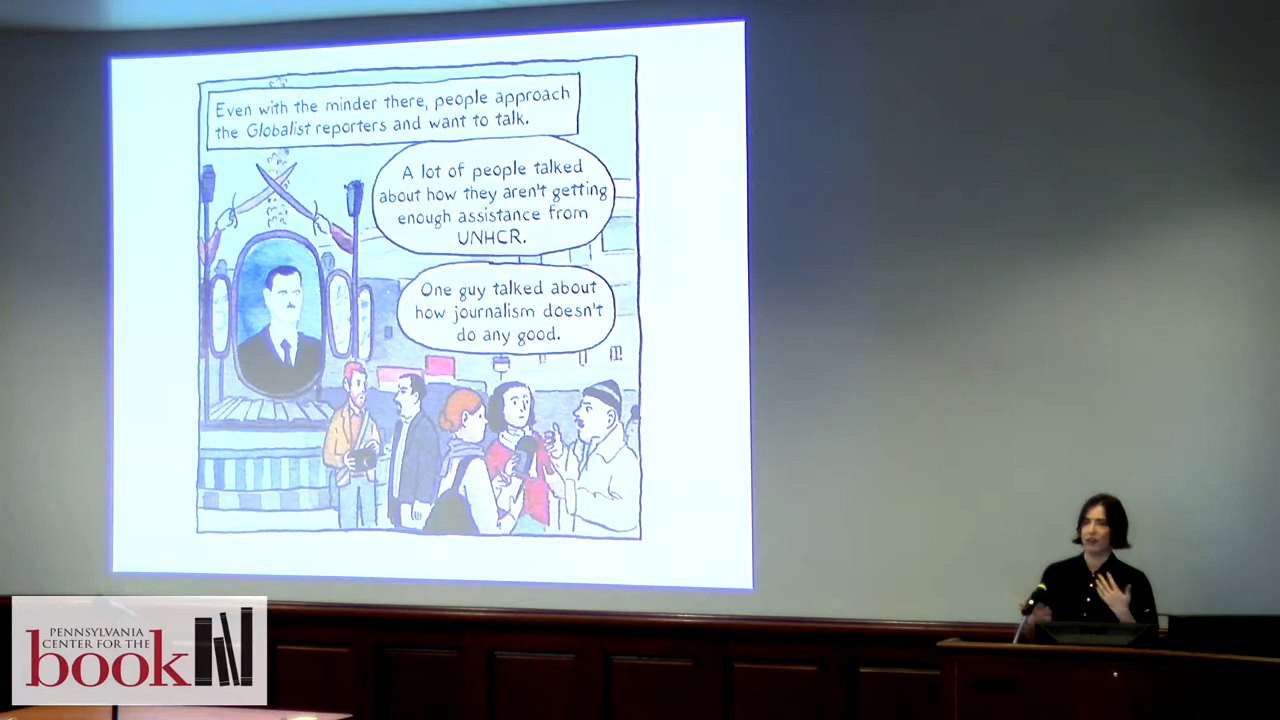 Even with the minder there, people approach
the Globalist reporters and want to talk.
A lot of people talked
about how they aren't getting
enough assistance from
UNHCR.
One guy talked about
how journalism doesn't
do any good.
PENNSYLVANIA
CENTER FOR THE
book